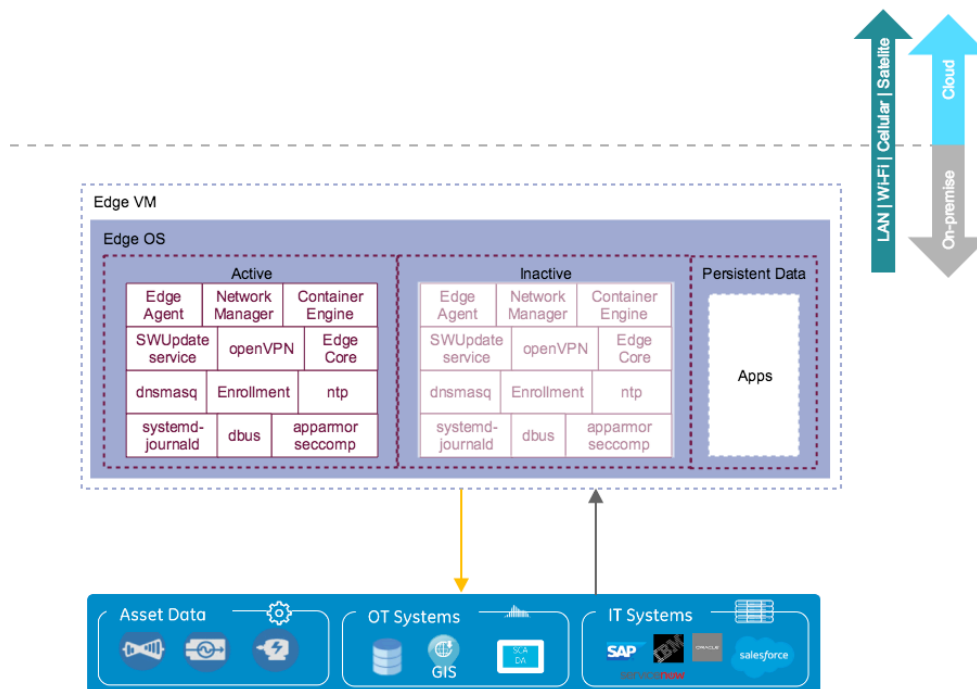 LAN | Wi-Fi | Cellular | Satelite
Cloud
On-premise
Edge VM
Edge OS
Active
Edge
Agent
Network
Manager
Container
Engine
SWUpdate
service
openVPN
Edge
Core
dnsmasq
Enrollment
ntp
systemd-
journald
dbus
apparmor
seccomp
Inactive
Edge
Agent
Network
Manager
Container
Engine
SWUpdate
service
openVPN
Edge
Core
dnsmasq
Enrollment
ntp
systemd-
journald
dbus
apparmor
seccomp
Persistent Data
Apps
Asset Data
OT Systems
GIS
SCA
DA
IT Systems
SAP
IBM
ORACLE
salesforce
servicenow